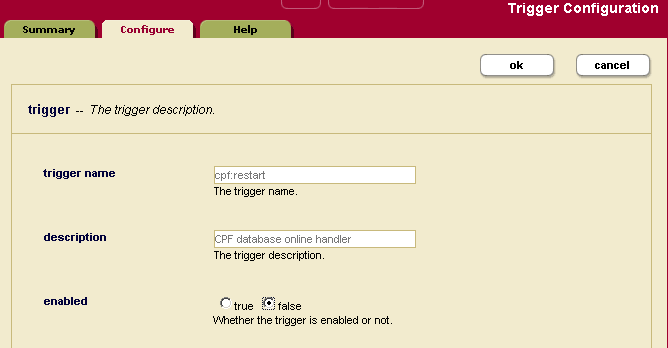 Trigger Configuration
Summary Configure Help
ok cancel
trigger -- The trigger description.
trigger name cpf:restart
The trigger name.
description CPF database online handler
The trigger description.
enabled true false
Whether the trigger is enabled or not.